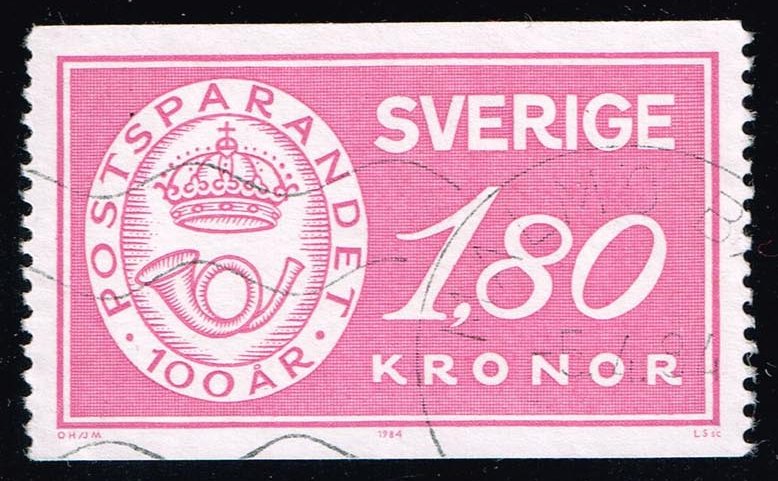 POSTSPARANDET · 100 ÅR ·
SVERIGE
1,80
KRONOR
OH/JM
1984
LS sc